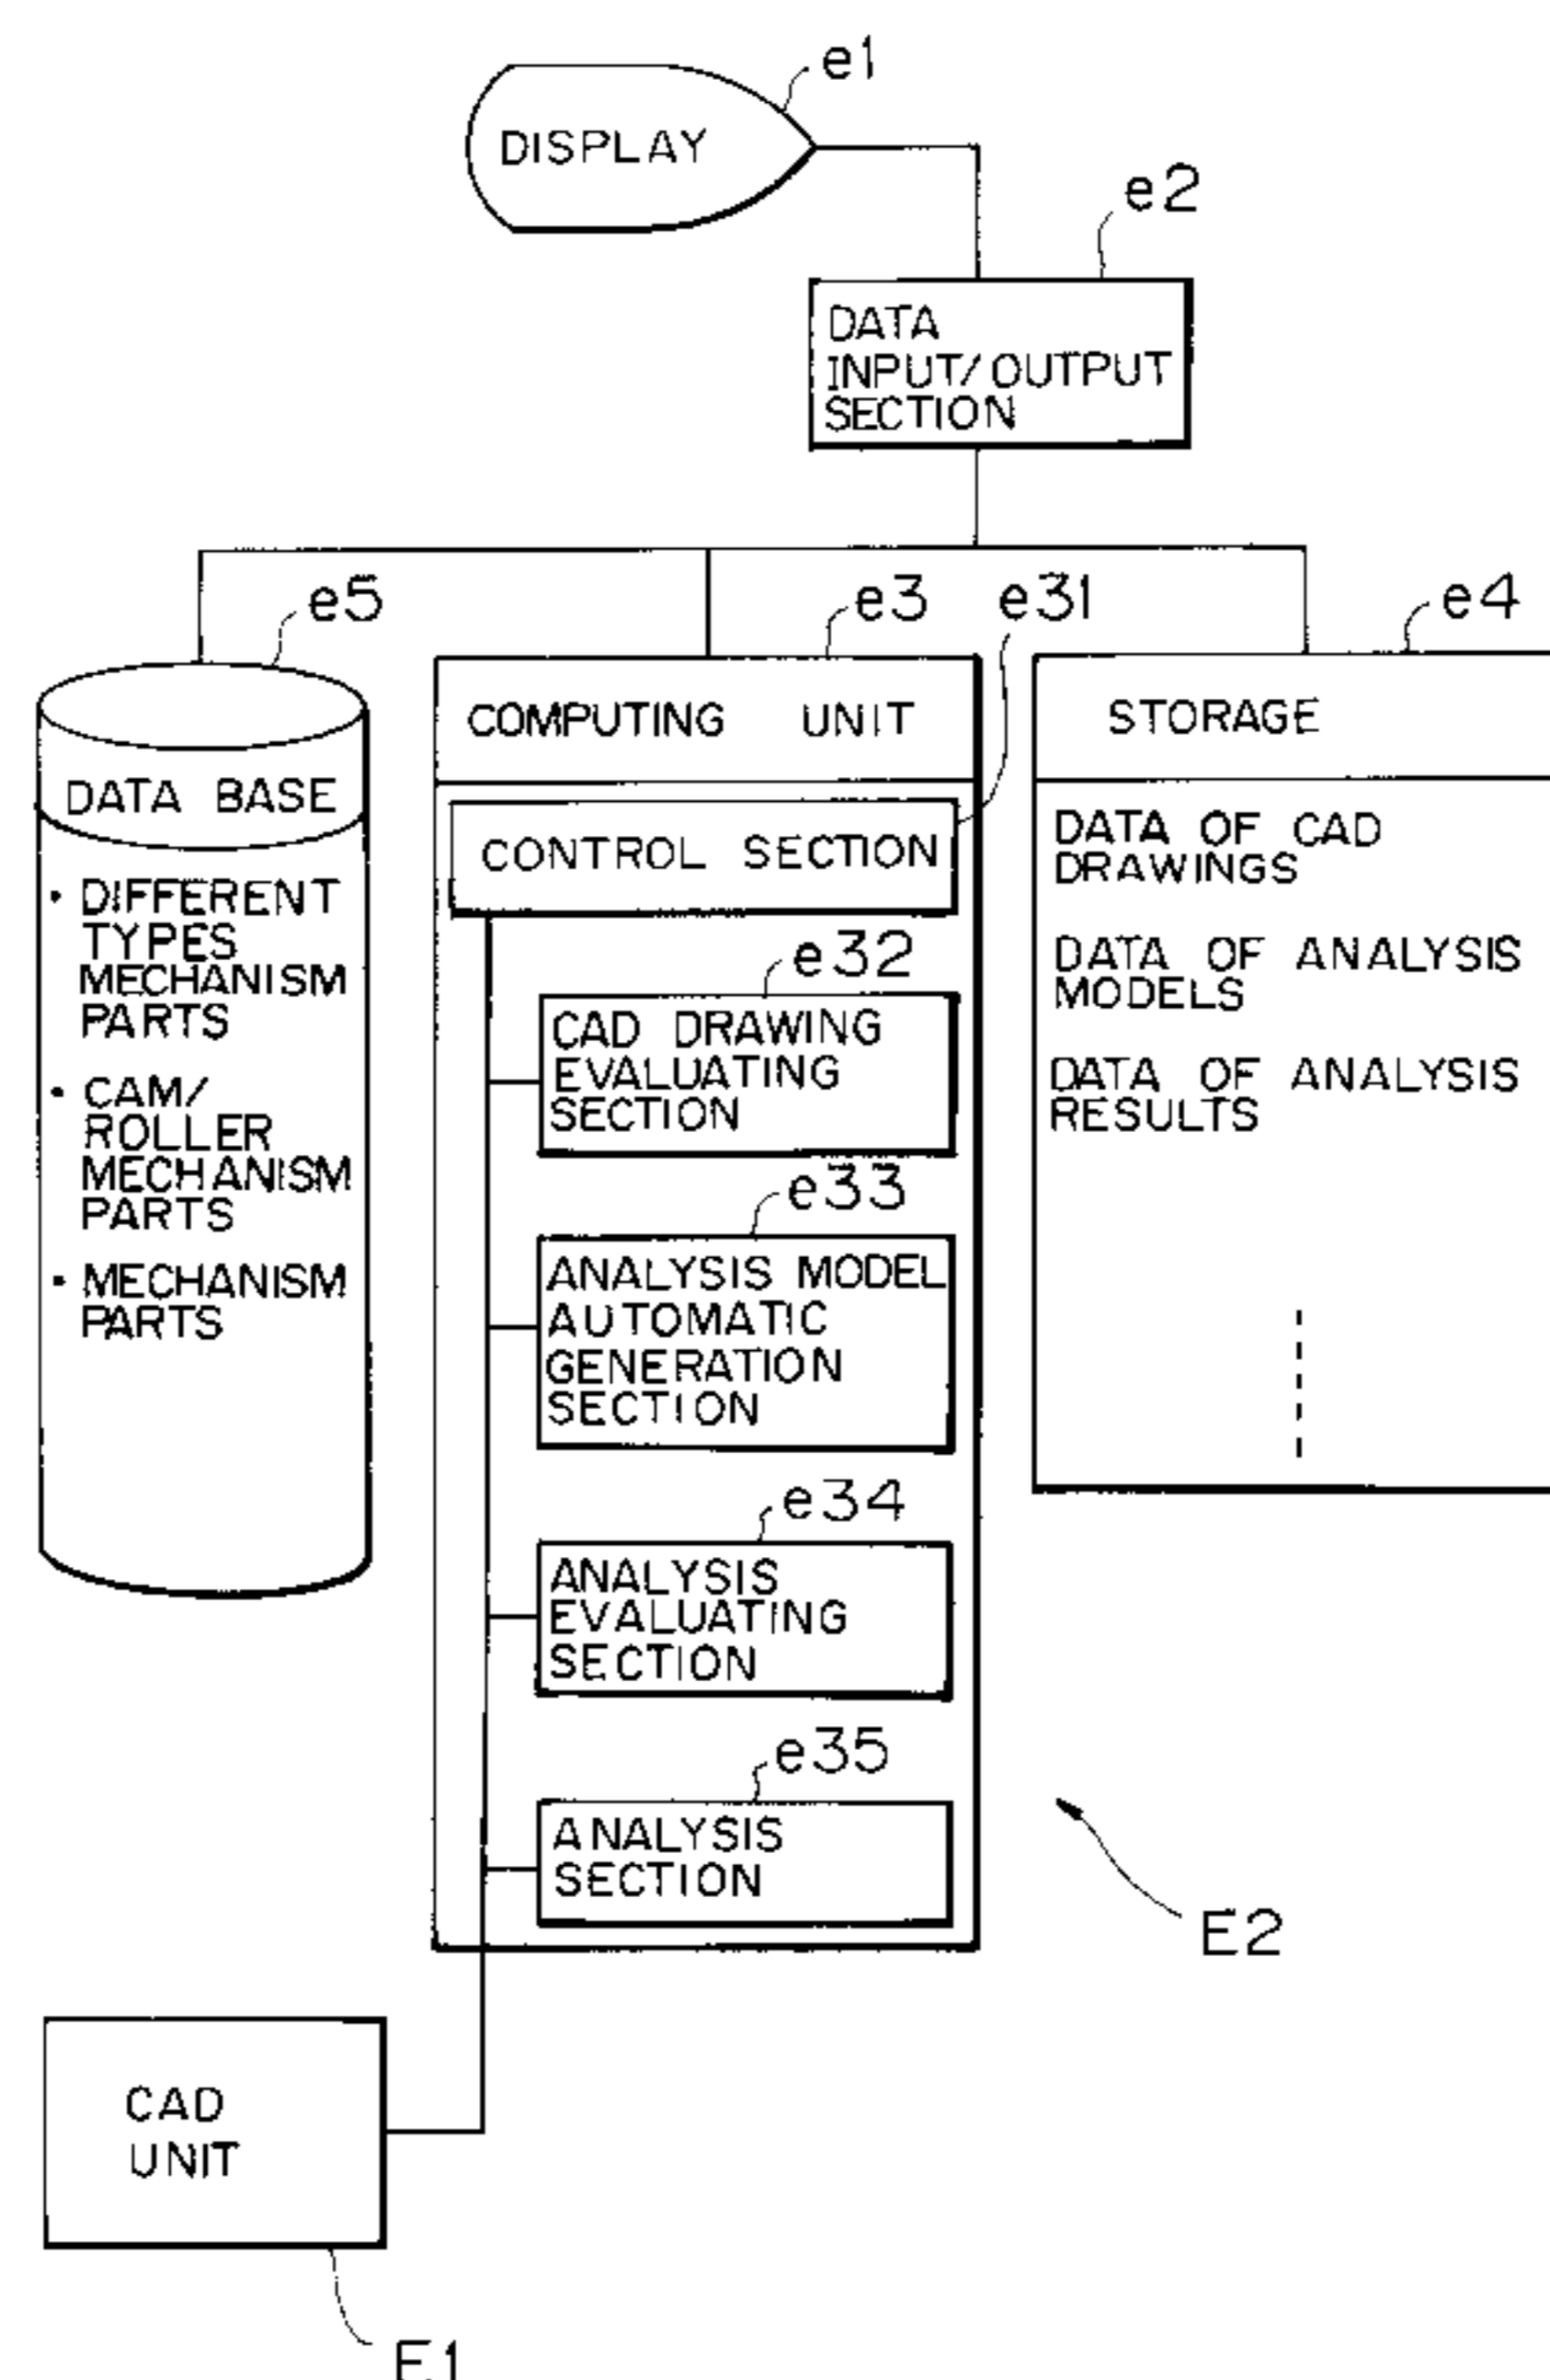 e1
DISPLAY
e2
DATA
INPUT/OUTPUT
SECTION
e5
e3
e31
e4
DATA BASE
• DIFFERENT
TYPES
MECHANISM
PARTS
• CAM/
ROLLER
MECHANISM
PARTS
• MECHANISM
PARTS
COMPUTING UNIT
CONTROL SECTION
e32
CAD DRAWING
EVALUATING
SECTION
e33
ANALYSIS MODEL
AUTOMATIC
GENERATION
SECTION
e34
ANALYSIS
EVALUATING
SECTION
e35
ANALYSIS
SECTION
STORAGE
DATA OF CAD
DRAWINGS
DATA OF ANALYSIS
MODELS
DATA OF ANALYSIS
RESULTS
E2
CAD
UNIT
E1